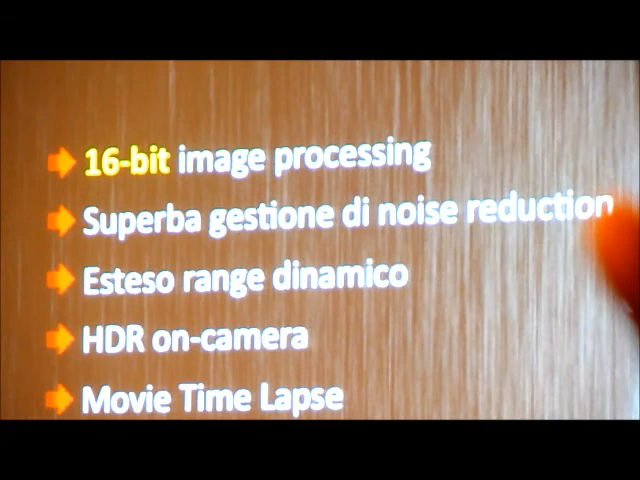 16-bit image processing
Superba gestione di noise reduction
Esteso range dinamico
HDR on-camera
Movie Time Lapse